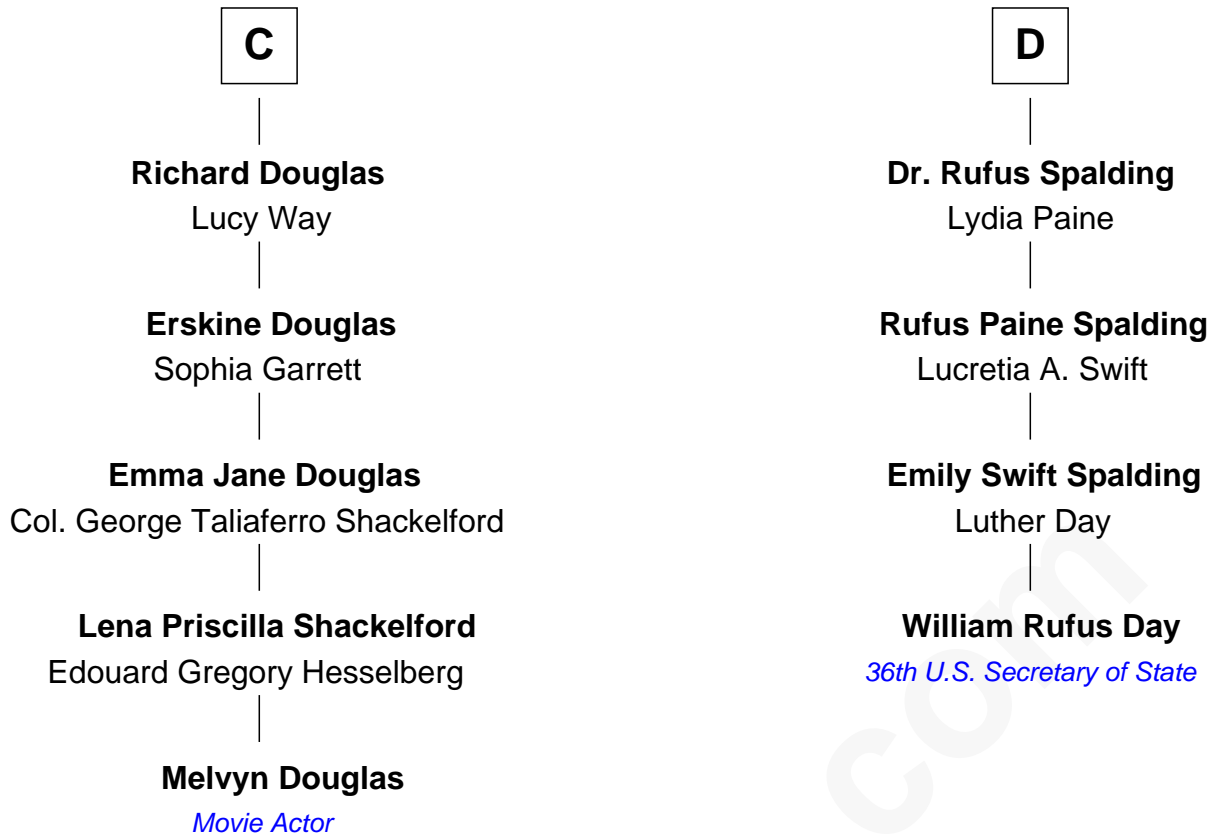 C
Richard Douglas
Lucy Way
Erskine Douglas
Sophia Garrett
Emma Jane Douglas
Col. George Taliaferro Shackelford
Lena Priscilla Shackelford
Edouard Gregory Hesselberg
Melvyn Douglas
Movie Actor
D
Dr. Rufus Spalding
Lydia Paine
Rufus Paine Spalding
Lucretia A. Swift
Emily Swift Spalding
Luther Day
William Rufus Day
36th U.S. Secretary of State
com